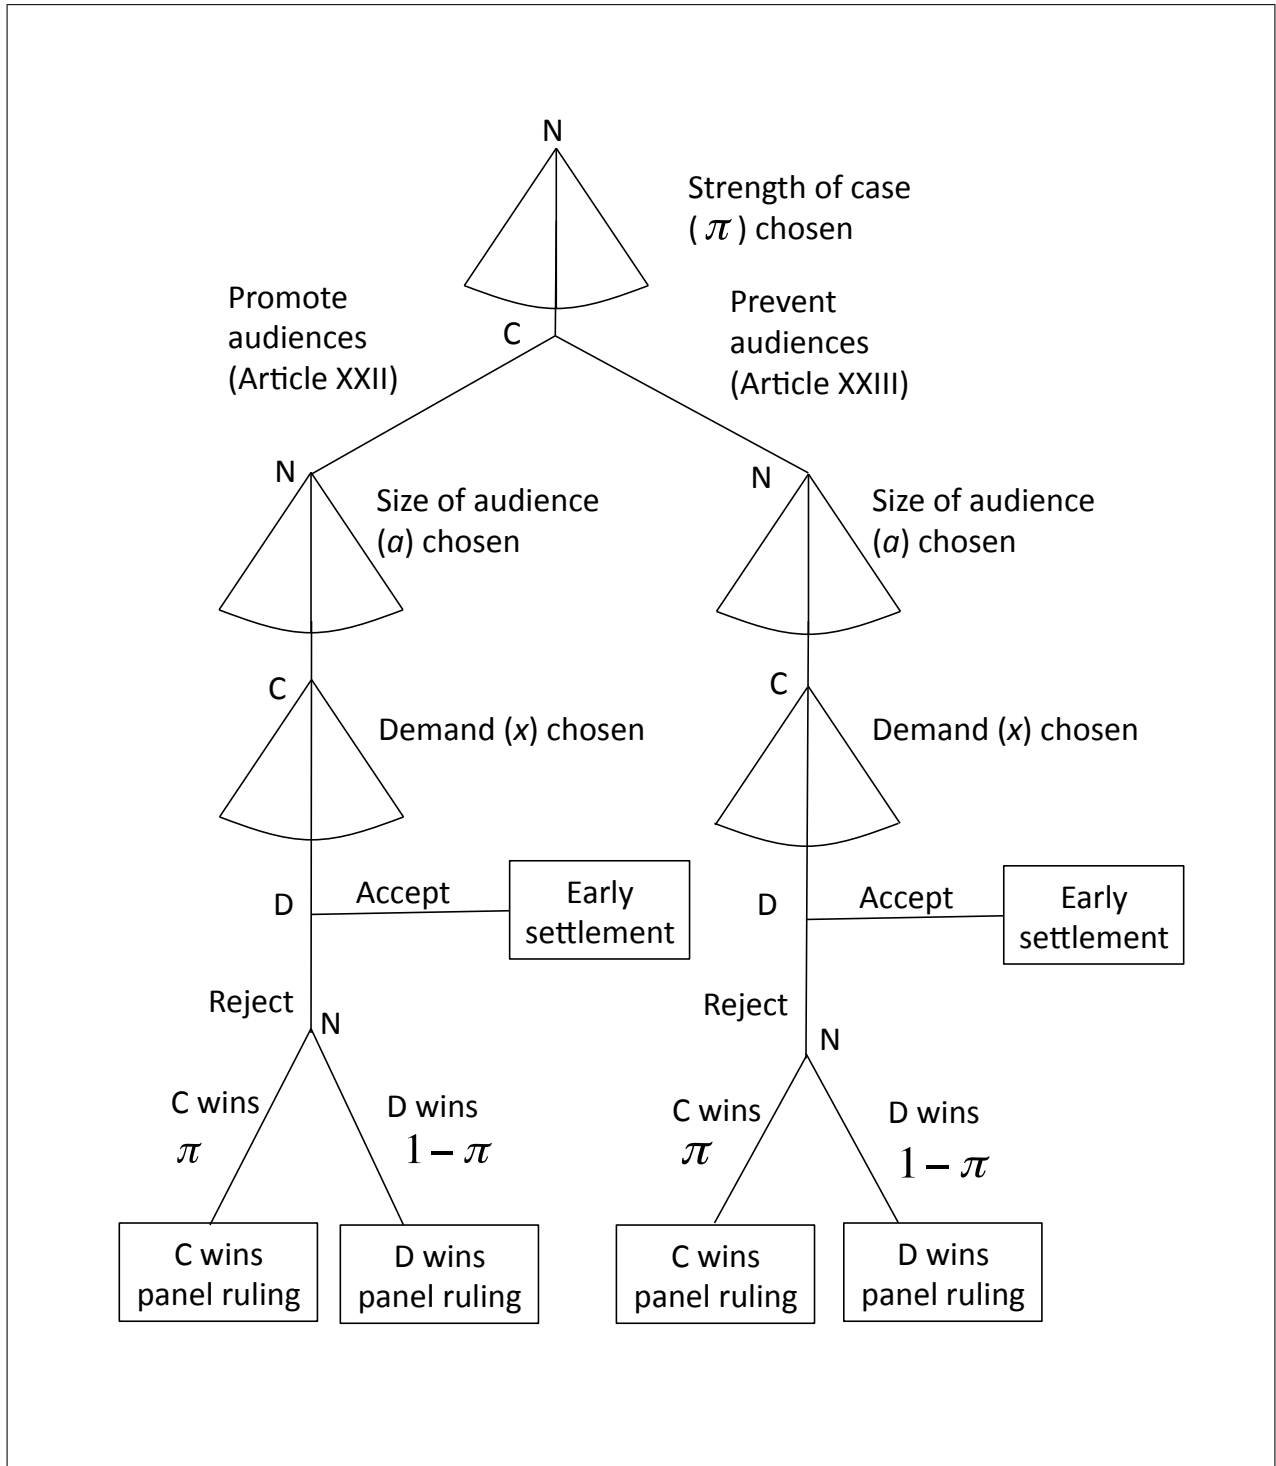 N
Strength of case
( π ) chosen
Promote
audiences
(Article XXII)
Prevent
audiences
(Article XXIII)
C
N
Size of audience
(a) chosen
N
Size of audience
(a) chosen
C
Demand (x) chosen
C
Demand (x) chosen
D
Accept
Early
settlement
D
Accept
Early
settlement
Reject
N
Reject
N
C wins
π
D wins
1 – π
C wins
π
D wins
1 – π
C wins
panel ruling
D wins
panel ruling
C wins
panel ruling
D wins
panel ruling